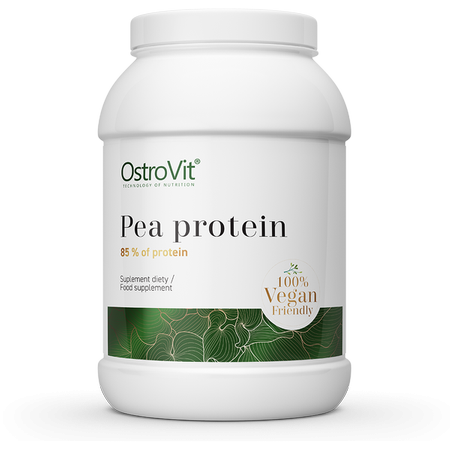 OstroVit®
TECHNOLOGY OF NUTRITION
Pea protein
85 % of protein
Suplement diety /
Food supplement
100%
Vegan
Friendly